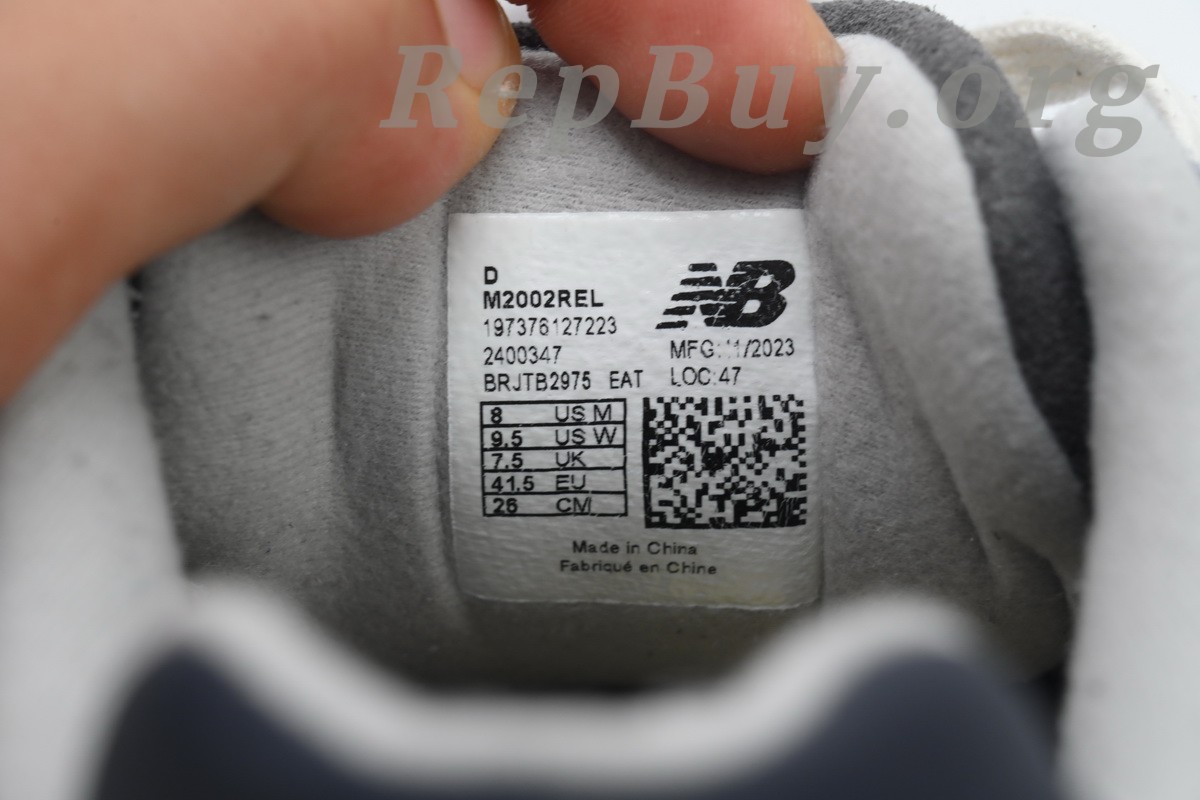 RepBuy.org
D
M2002REL
NB
197376127223
2400347
MFG:11/2023
BRJTB2975 EAT LOC:47
8 US M
9.5 US W
7.5 UK
41.5 EU
26 CM
Made in China
Fabriqué en Chine